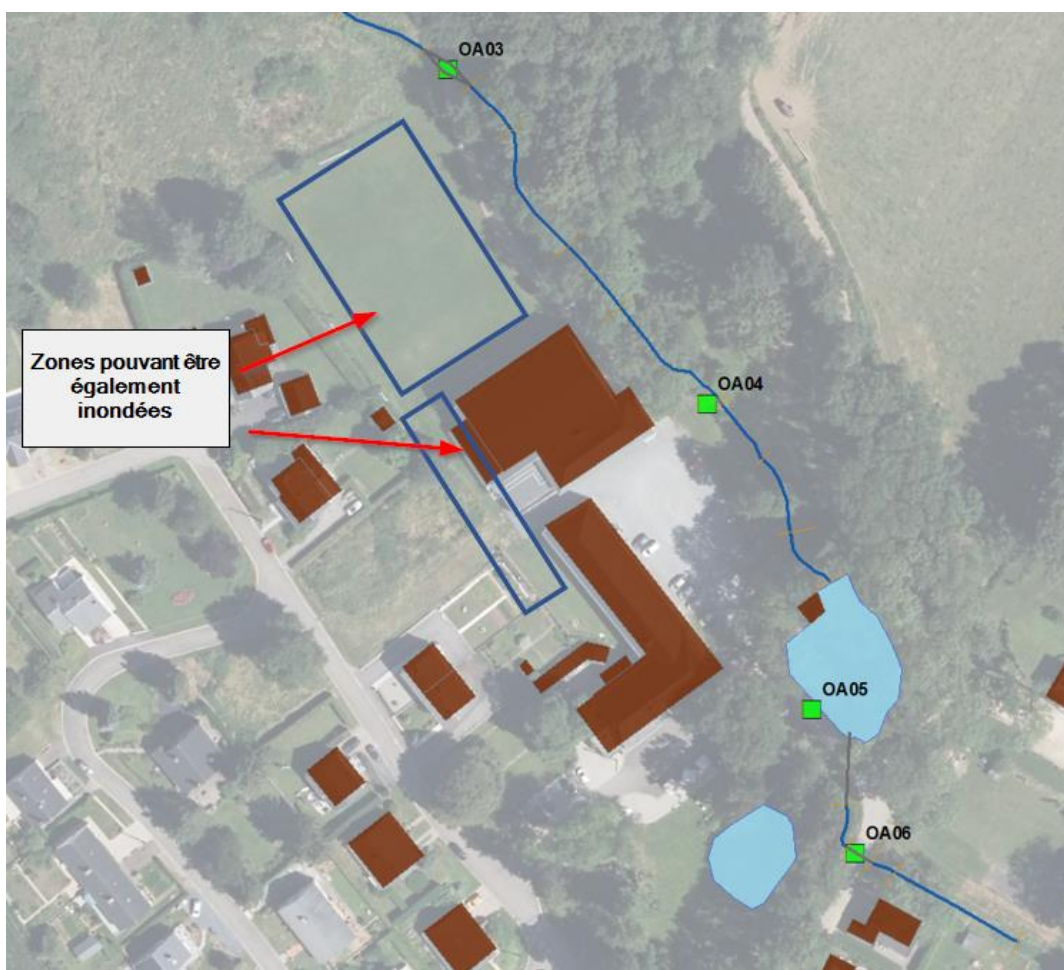 OA03
OA04
Zones pouvant être
également
inondées
OA05
OA06